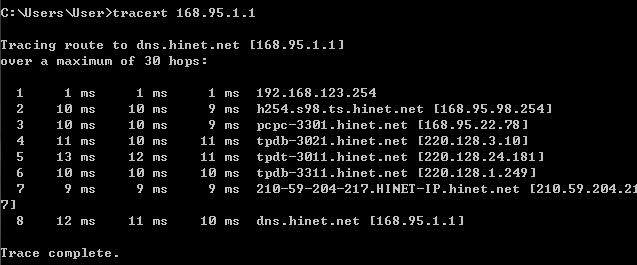 C:\Users\User>tracert 168.95.1.1
Tracing route to dns.hinet.net [168.95.1.1]
over a maximum of 30 hops:
1 1 ms 1 ms 1 ms 192.168.123.254
2 10 ms 10 ms 9 ms h254.s98.ts.hinet.net [168.95.98.254]
3 10 ms 10 ms 9 ms pcpc-3301.hinet.net [168.95.22.78]
4 11 ms 10 ms 11 ms tpdb-3021.hinet.net [220.128.3.10]
5 13 ms 12 ms 11 ms tpdt-3011.hinet.net [220.128.24.181]
6 10 ms 10 ms 10 ms tpdb-3311.hinet.net [220.128.1.249]
7 9 ms 9 ms 9 ms 210-59-204-217.HINET-IP.hinet.net [210.59.204.21
7]
8 12 ms 11 ms 10 ms dns.hinet.net [168.95.1.1]
Trace complete.